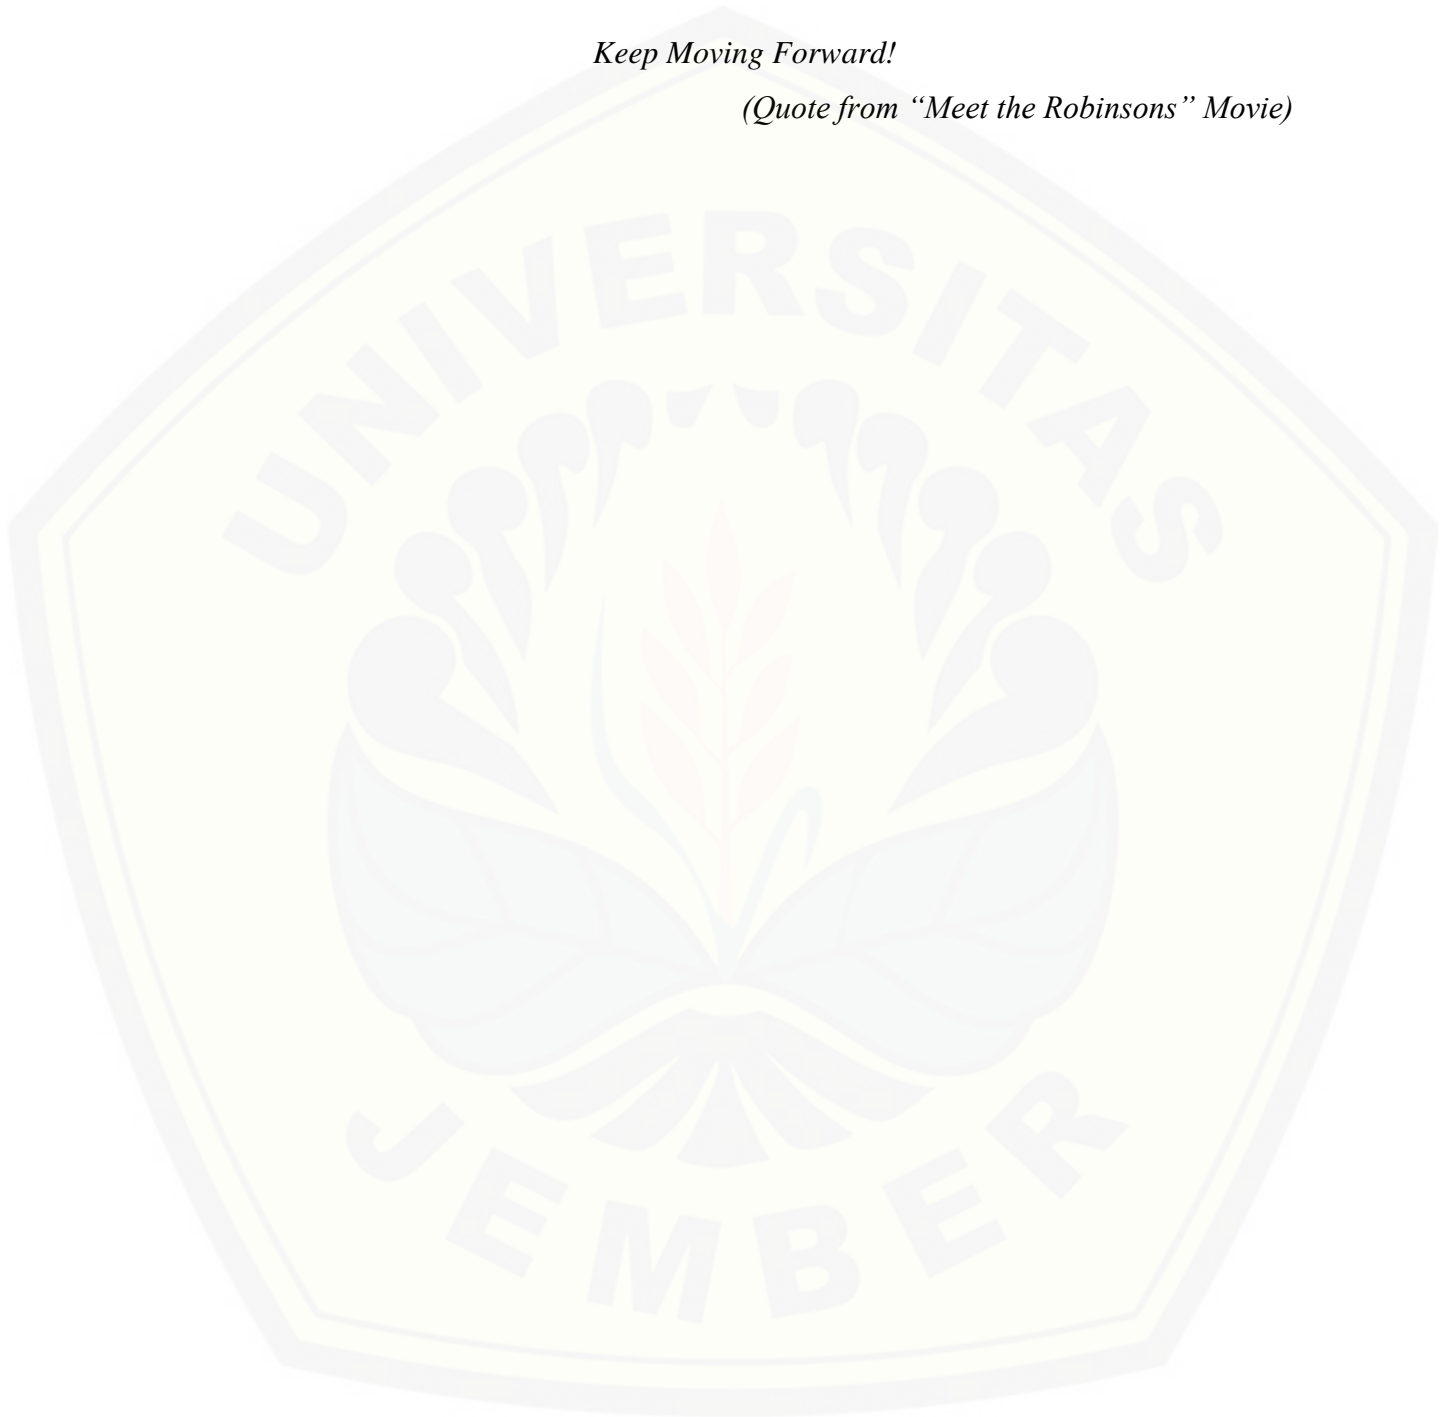 Keep Moving Forward!
(Quote from “Meet the Robinsons” Movie)
UNIVERSITAS
JEMBER